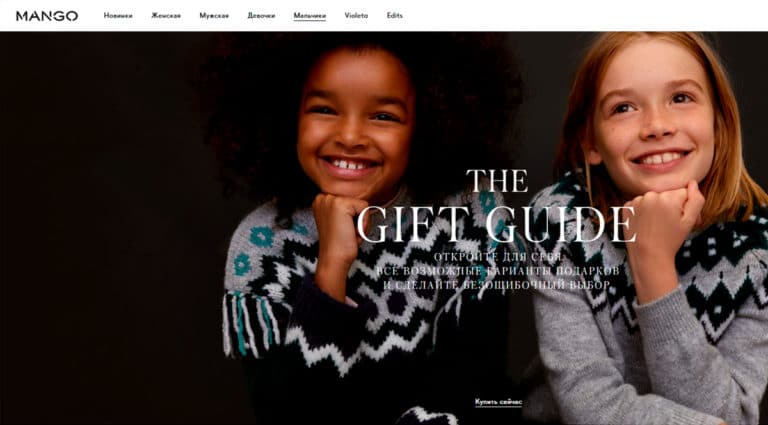 MANGO Новинки Женская Мужская Девочки Мальчики Violeta Edits
THE
GIFT GUIDE
ОТКРОЙТЕ ДЛЯ СЕБЯ
ВСЕ ВОЗМОЖНЫЕ ВАРИАНТЫ ПОДАРКОВ
И СДЕЛАЙТЕ БЕЗОШИБОЧНЫЙ ВЫБОР
Купить сейчас